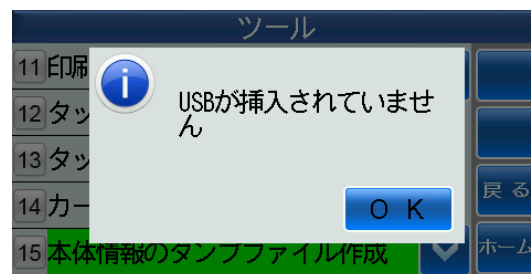 ツール
11 印刷
12 タッ
13 タッ
14 カー
15 本体情報のダンプファイル作成
USBが挿入されていませ
ん
OK
戻る
ホーム